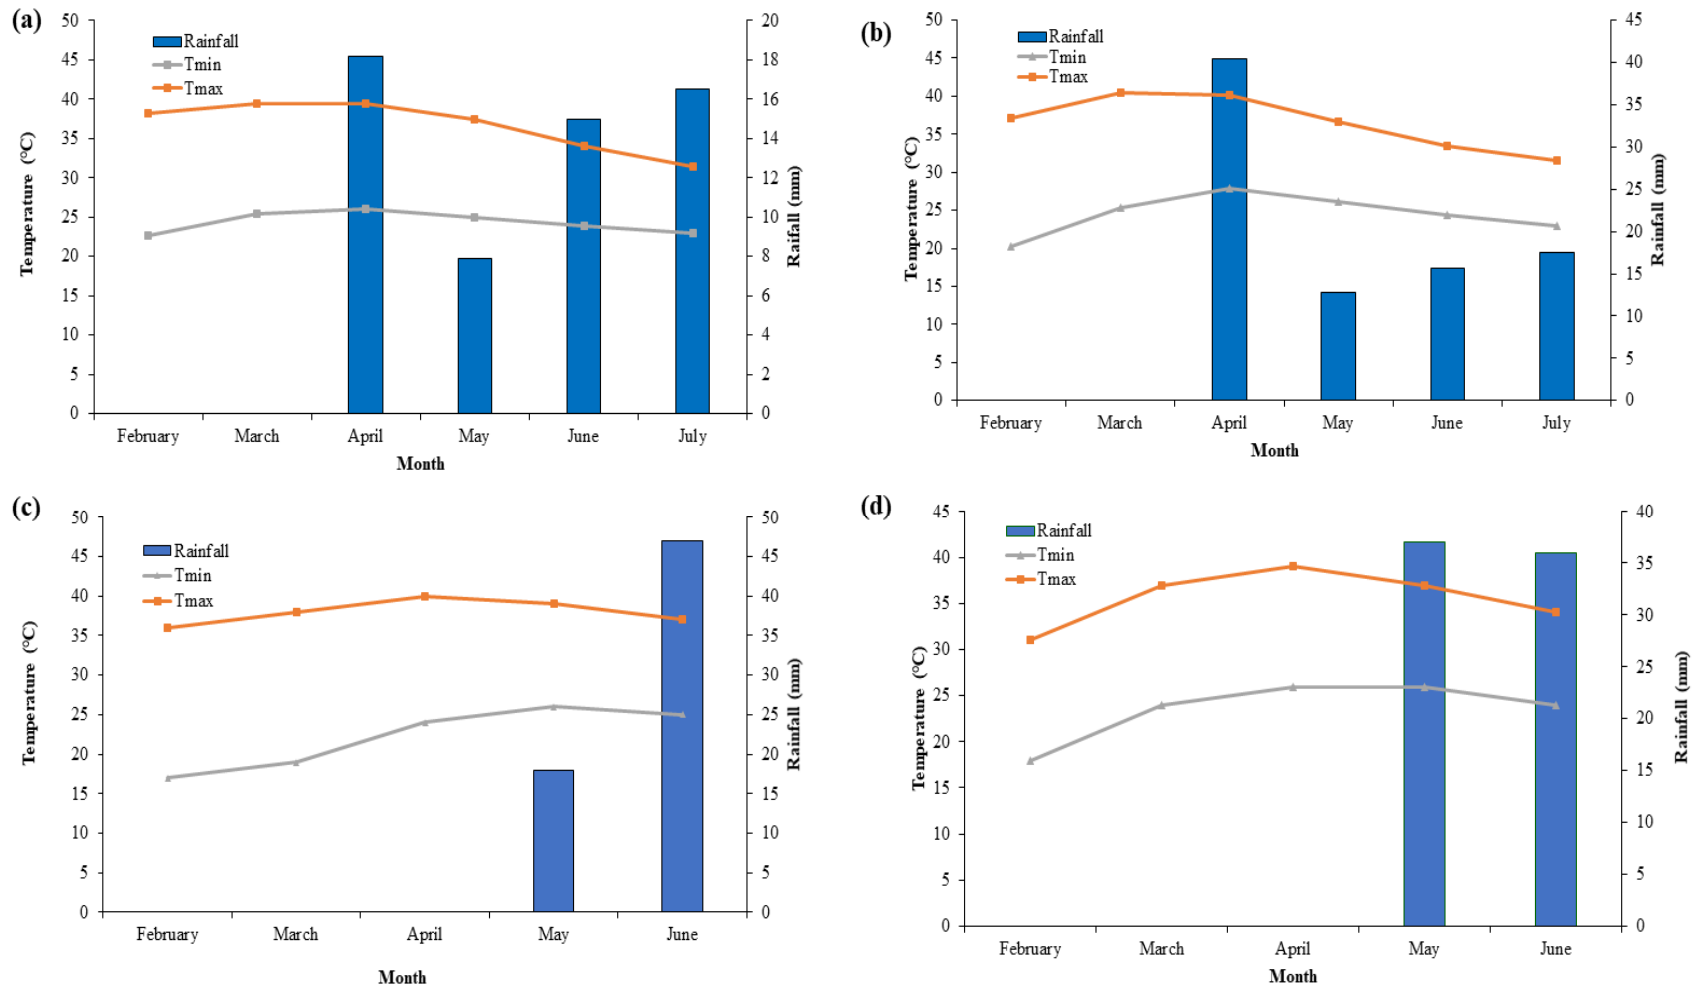 (a)
50
45
40
35
30
25
20
15
10
5
0
Temperature (°C)
Rainfall
Tmin
Tmax
20
18
16
14
12
10
8
6
4
2
0
Raifall (mm)
February March April May June July
Month
(b)
50
45
40
35
30
25
20
15
10
5
0
Temperature (°C)
Rainfall
Tmin
Tmax
45
40
35
30
25
20
15
10
5
0
Rainfall (mm)
February March April May June July
Month
(c)
50
45
40
35
30
25
20
15
10
5
0
Temperature (°C)
Rainfall
Tmin
Tmax
50
45
40
35
30
25
20
15
10
5
0
Rainfall (mm)
February March April May June
Month
(d)
45
40
35
30
25
20
15
10
5
0
Temperature (°C)
Rainfall
Tmin
Tmax
40
35
30
25
20
15
10
5
0
Rainfall (mm)
February March April May June
Month